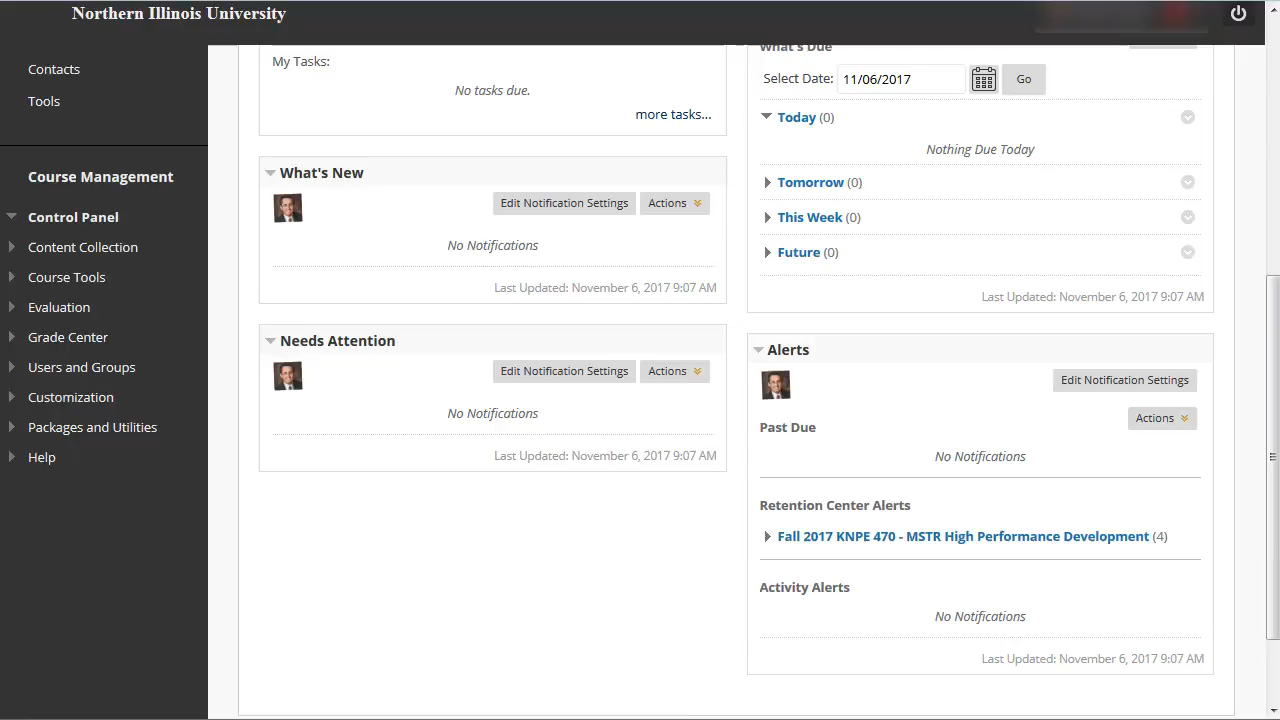 Northern Illinois University
Contacts
Tools
Course Management
Control Panel
Content Collection
Course Tools
Evaluation
Grade Center
Users and Groups
Customization
Packages and Utilities
Help
My Tasks:
No tasks due.
more tasks...
What's New
Edit Notification Settings Actions
No Notifications
Last Updated: November 6, 2017 9:07 AM
Needs Attention
Edit Notification Settings Actions
No Notifications
Last Updated: November 6, 2017 9:07 AM
What's Due
Select Date: 11/06/2017 Go
Today (0)
Nothing Due Today
Tomorrow (0)
This Week (0)
Future (0)
Last Updated: November 6, 2017 9:07 AM
Alerts
Edit Notification Settings
Actions
Past Due
No Notifications
Retention Center Alerts
Fall 2017 KNPE 470 - MSTR High Performance Development (4)
Activity Alerts
No Notifications
Last Updated: November 6, 2017 9:07 AM